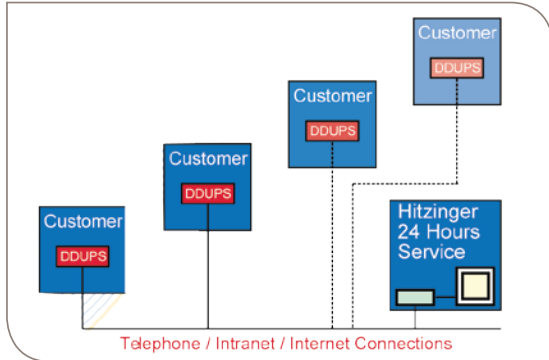 Customer
DDUPS
Customer
DDUPS
Customer
DDUPS
Customer
DDUPS
Hitzinger
24 Hours
Service
Telephone / Intranet / Internet Connections